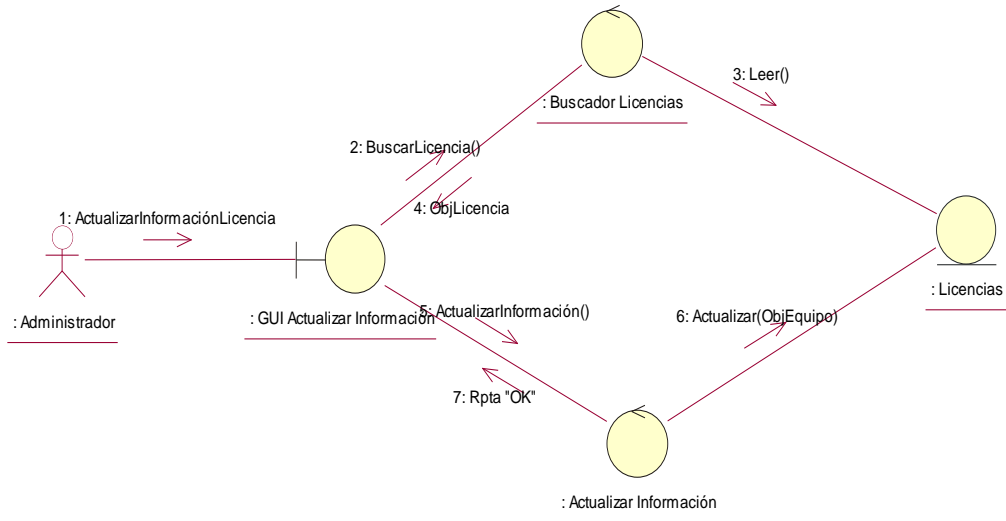 : Buscador Licencias
3: Leer()
2: BuscarLicencia()
4: ObjLicencia
1: ActualizarInformaciónLicencia
: Administrador
: GUI Actualizar Información
5: ActualizarInformación()
6: Actualizar(ObjEquipo)
: Licencias
7: Rpta "OK"
: Actualizar Información